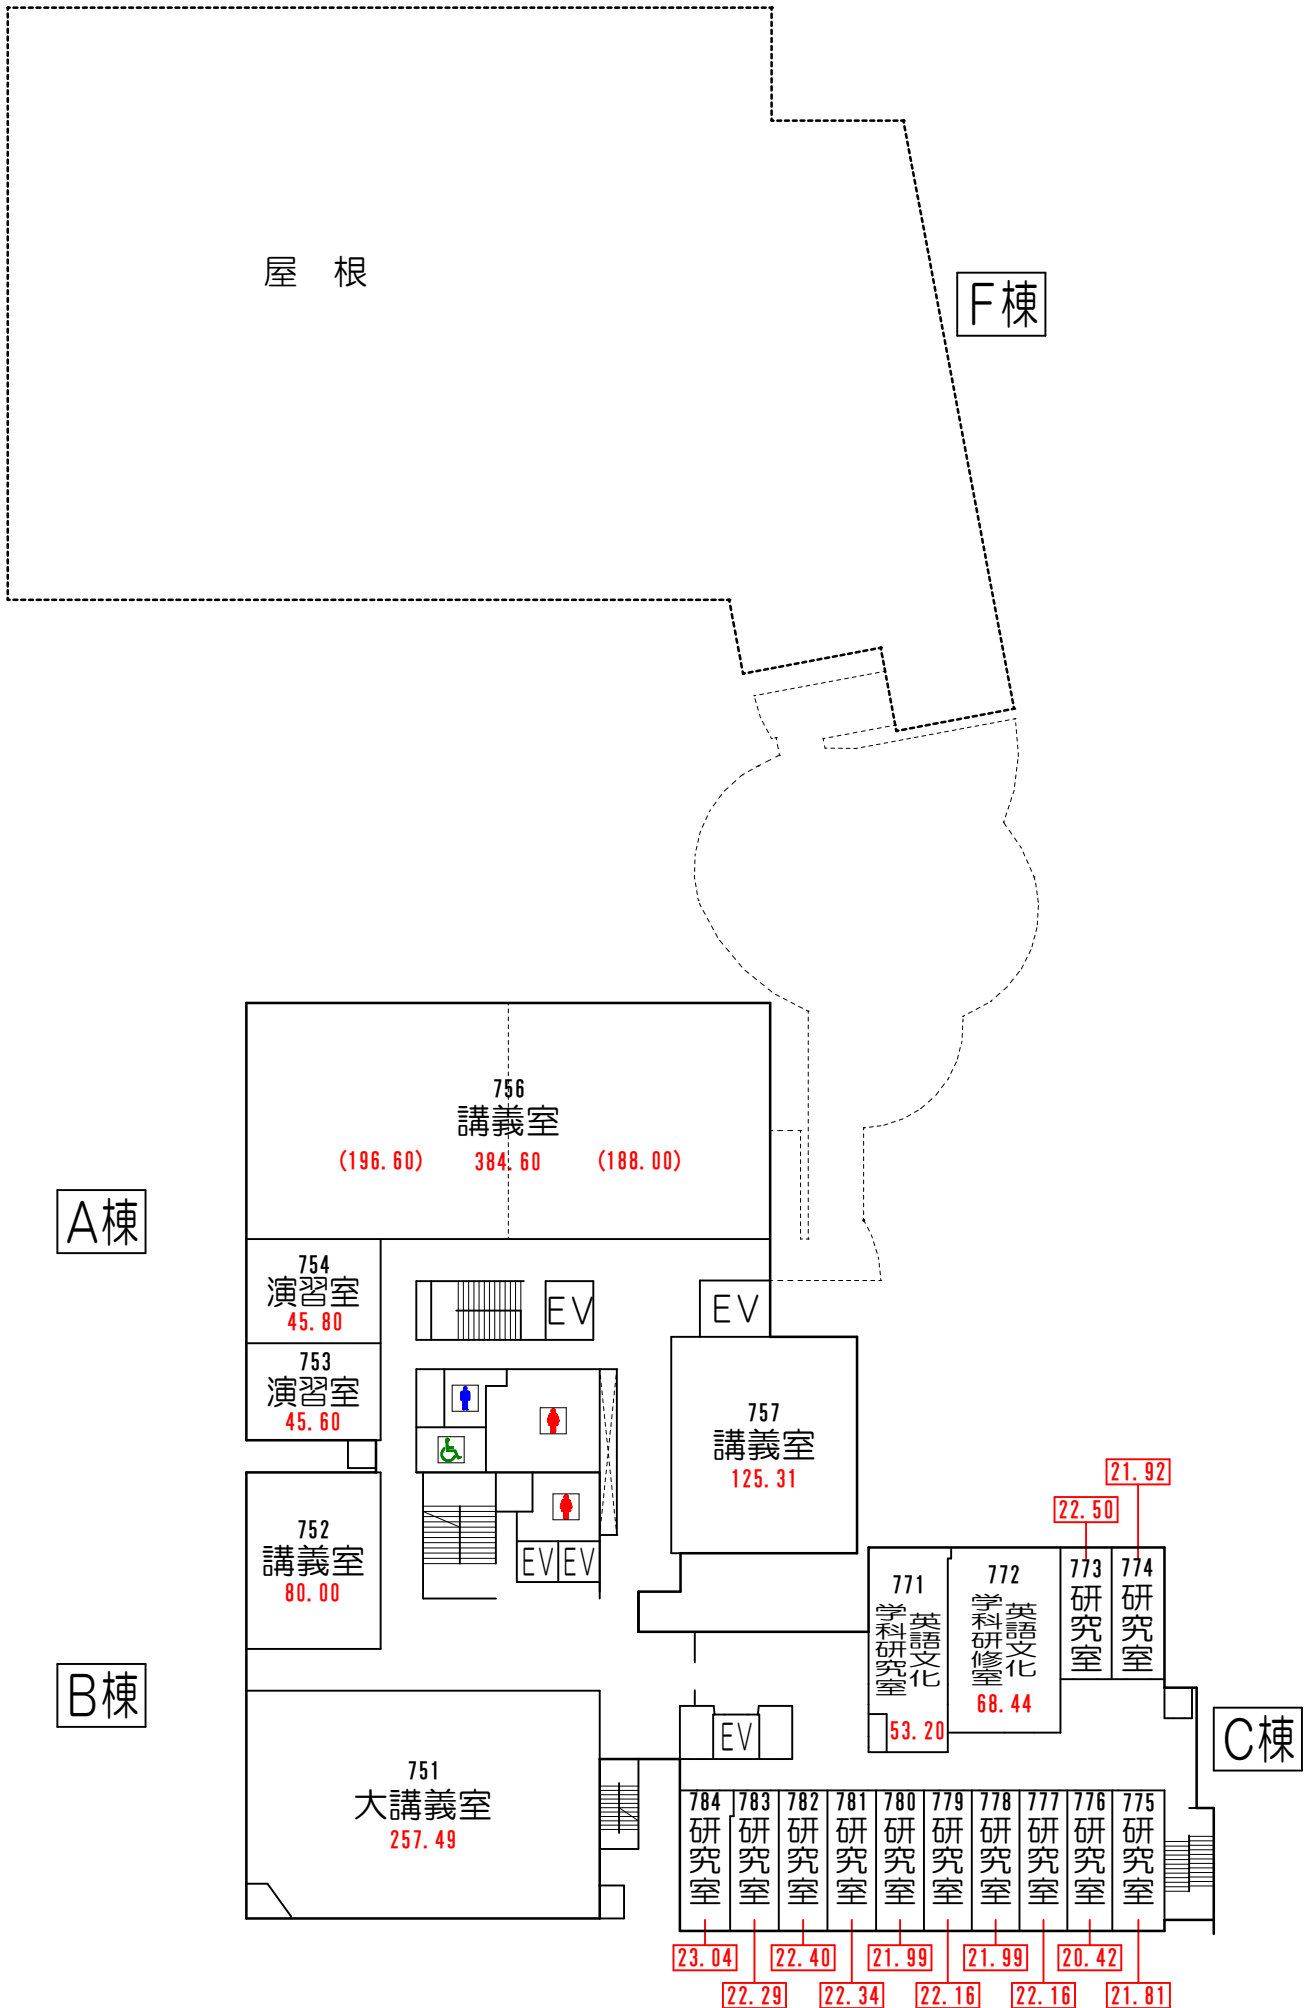 屋 根
F棟
756
講義室
(196.60) 384.60 (188.00)
A棟
754
演習室
45.80
EV
EV
753
演習室
45.60
757
講義室
125.31
752
講義室
80.00
EV EV
21.92
22.50
771
英語文化
学科研究室
53.20
772
英語文化
学科研修室
68.44
773
研究室
774
研究室
B棟
EV
C棟
751
大講義室
257.49
784 783 782 781 780 779 778 777 776 775
研究室 研究室 研究室 研究室 研究室 研究室 研究室 研究室 研究室 研究室
23.04 22.40 21.99 21.99 20.42
22.29 22.34 22.16 22.16 21.81